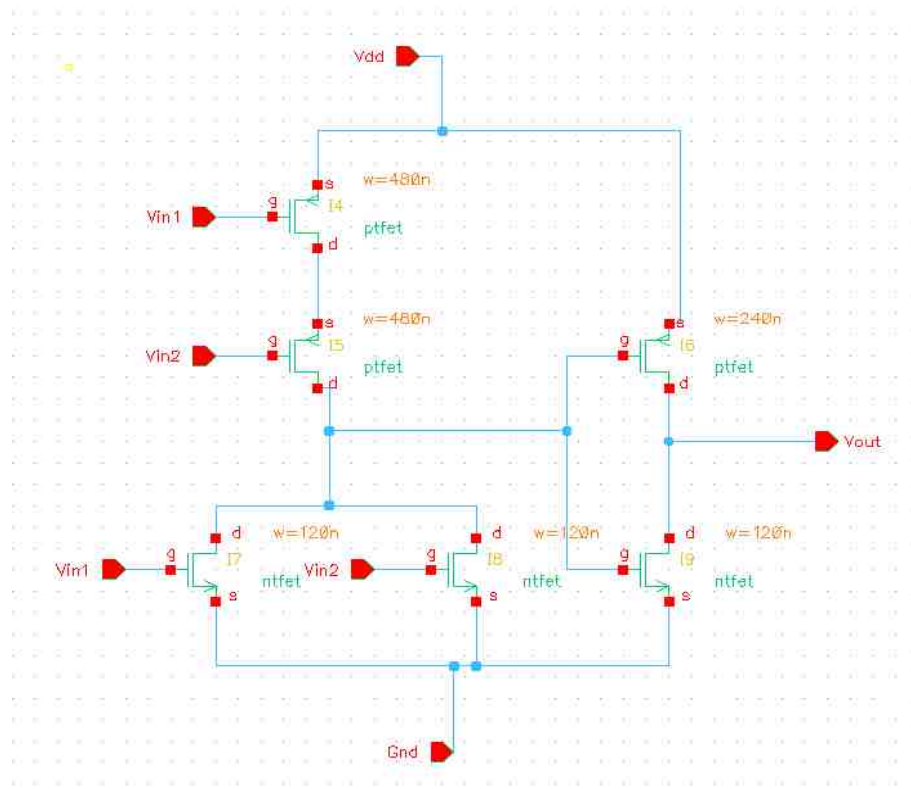 Vdd
s
w=480n
g
I4
Vin1
ptfet
d
s
w=480n
g
I5
Vin2
ptfet
d
s
w=240n
g
I6
ptfet
d
Vout
d
w=120n
g
I7
Vin1
ntfet
s
d
w=120n
g
I8
Vin2
ntfet
s
d
w=120n
g
I9
ntfet
s
Gnd